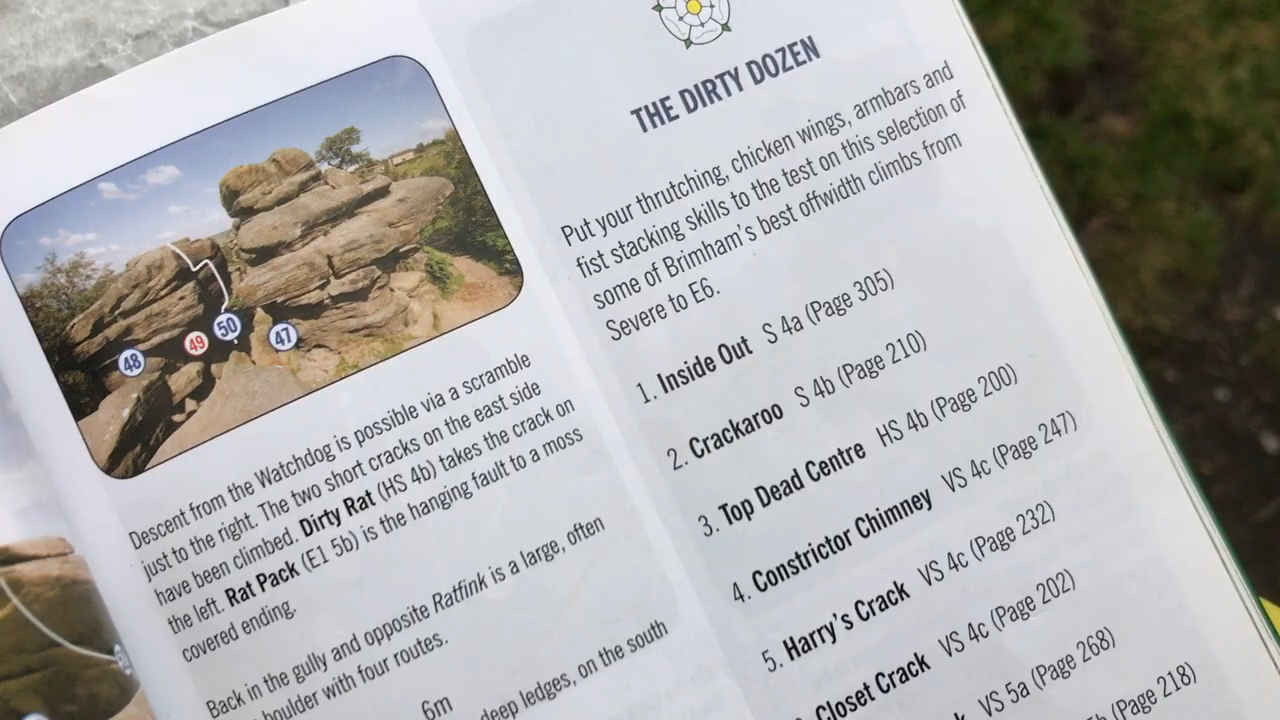 48
49
50
47
Descent from the Watchdog is possible via a scramble
just to the right. The two short cracks on the east side
have been climbed. Dirty Rat (HS 4b) takes the crack on
the left. Rat Pack (E1 5b) is the hanging fault to a moss
covered ending.
Back in the gully and opposite Ratfink is a large, often
boulder with four routes.
6m
deep ledges, on the south
THE DIRTY DOZEN
Put your thrutching, chicken wings, armbars and
fist stacking skills to the test on this selection of
some of Brimham's best offwidth climbs from
Severe to E6.
1. Inside Out S 4a (Page 305)
2. Crackaroo S 4b (Page 210)
3. Top Dead Centre HS 4b (Page 200)
4. Constrictor Chimney VS 4c (Page 247)
5. Harry's Crack VS 4c (Page 232)
Closet Crack VS 4c (Page 202)
VS 5a (Page 268)
(Page 218)